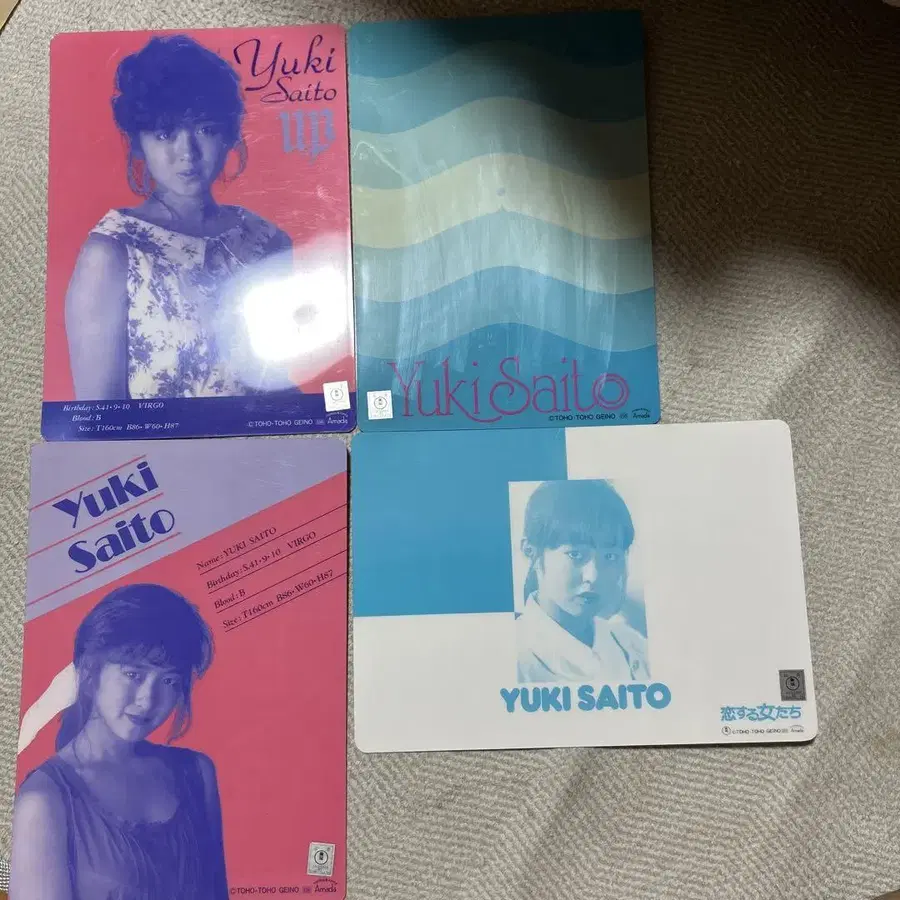 Yuki
Saito
up
Birthday: S.41・9・10 VIRGO
Blood: B
Size: T160cm B86・W60・H87
©TOHO・TOHO GEINO
Amada
Yuki Saito
©TOHO・TOHO GEINO
Amada
Yuki
Saito
Name: YUKI SAITO
Birthday: S.41・9・10 VIRGO
Blood: B
Size: T160cm B86・W60・H87
©TOHO・TOHO GEINO
Amada
YUKI SAITO
恋する女たち
©TOHO・TOHO GEINO
Amada